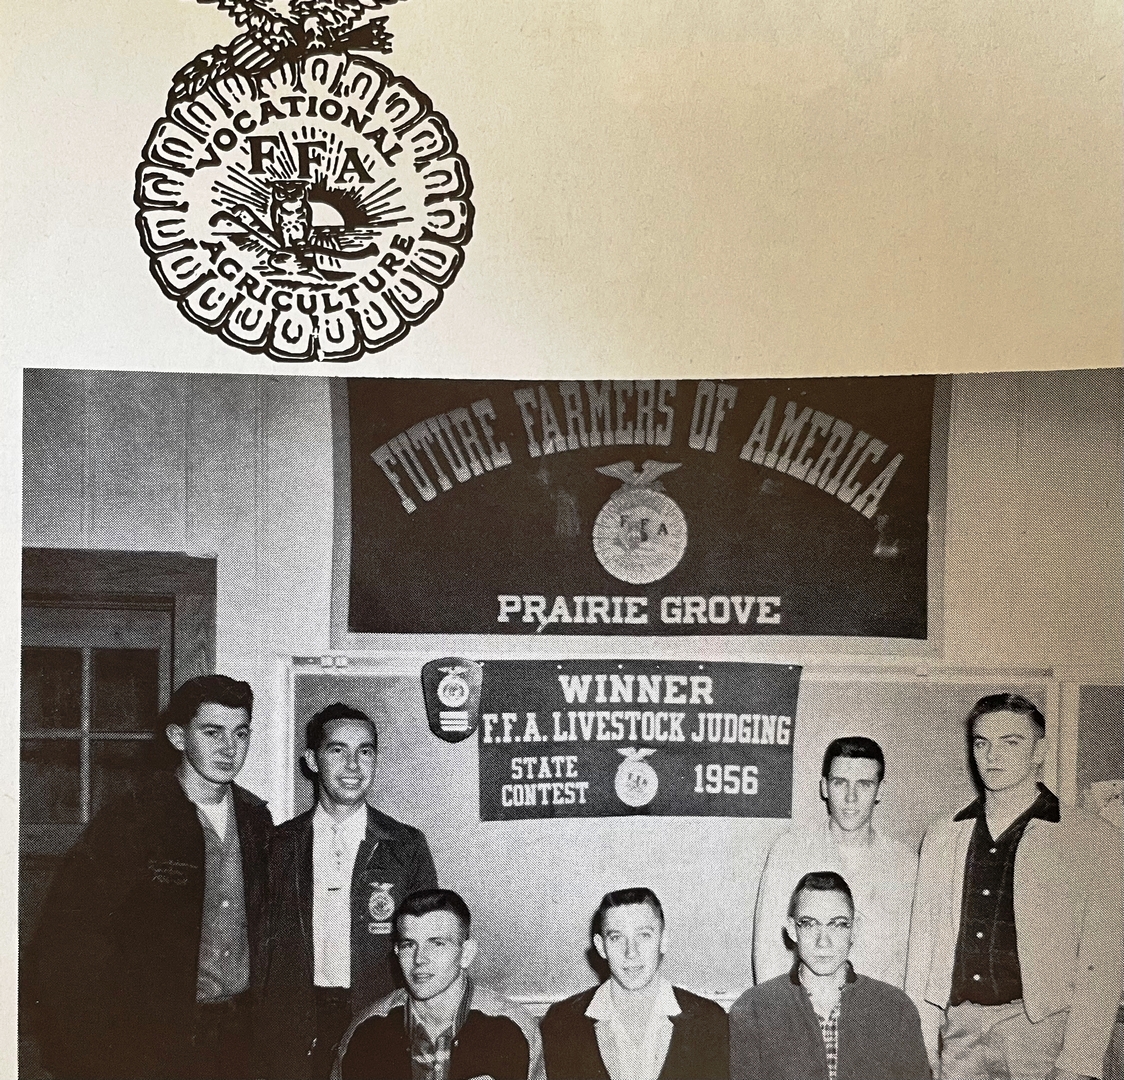 VOCATIONAL
FFA
AGRICULTURE
FUTURE FARMERS OF AMERICA
FFA
PRAIRIE GROVE
WINNER
F.F.A. LIVESTOCK JUDGING
STATE
CONTEST
1956